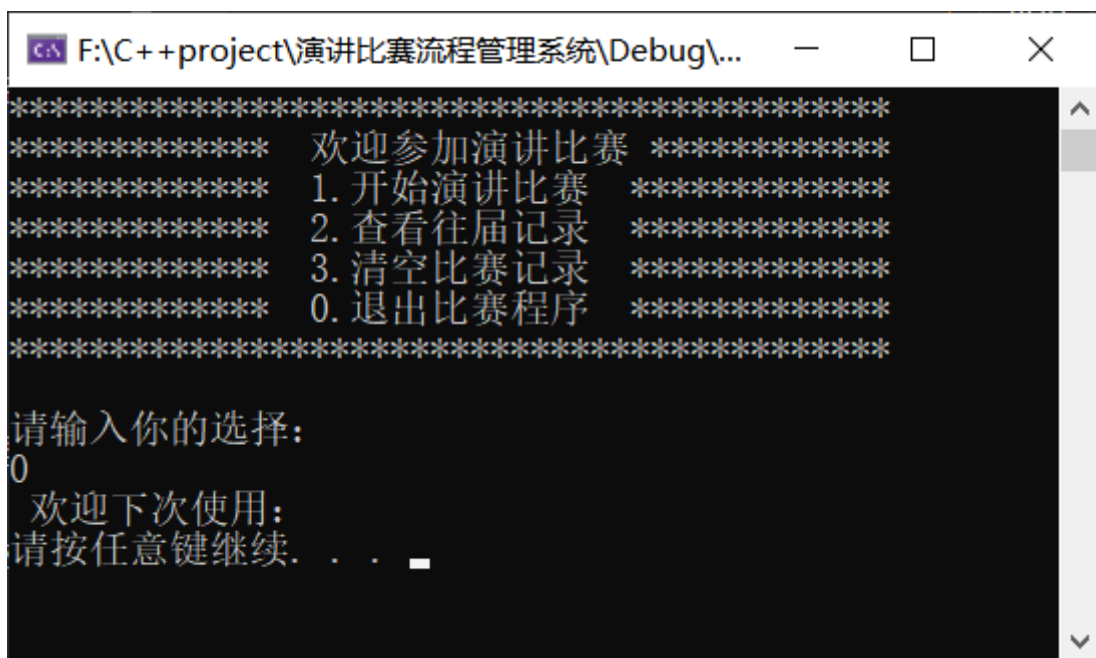 F:\C++project\演讲比赛流程管理系统\Debug\...
********************************************
*************  欢迎参加演讲比赛 ************
*************  1.开始演讲比赛  *************
*************  2.查看往届记录  *************
*************  3.清空比赛记录  *************
*************  0.退出比赛程序  *************
********************************************
请输入你的选择：
0
 欢迎下次使用：
请按任意键继续. . .